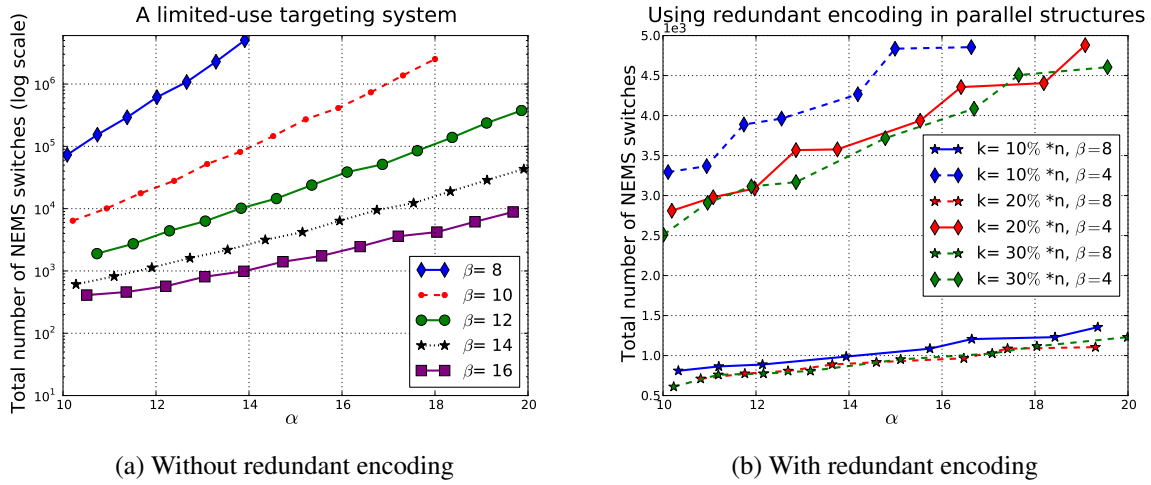 A limited-use targeting system
Total number of NEMS switches (log scale)
10^6
10^5
10^4
10^3
10^2
10^1
β= 8
β= 10
β= 12
β= 14
β= 16
10 12 14 16 18 20
α
(a) Without redundant encoding
Using redundant encoding in parallel structures
1e3
Total number of NEMS switches
5.0
4.5
4.0
3.5
3.0
2.5
2.0
1.5
1.0
0.5
k= 10% *n, β=8
k= 10% *n, β=4
k= 20% *n, β=8
k= 20% *n, β=4
k= 30% *n, β=8
k= 30% *n, β=4
10 12 14 16 18 20
α
(b) With redundant encoding